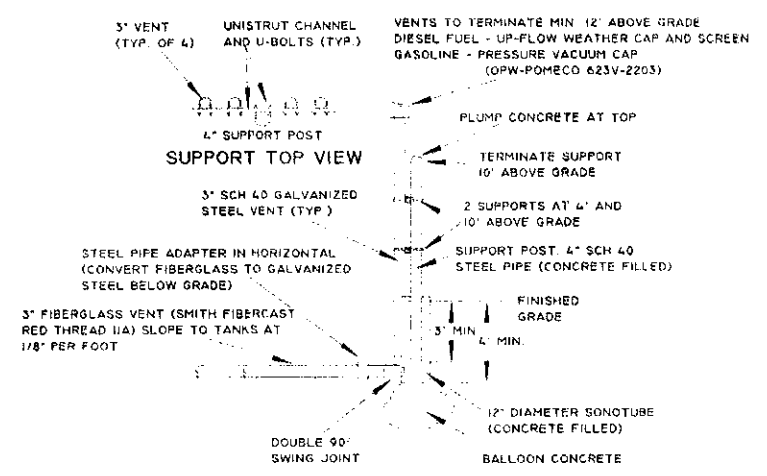 3" VENT
(TYP. OF 4)
UNISTRUT CHANNEL
AND U-BOLTS (TYP.)
VENTS TO TERMINATE MIN 12' ABOVE GRADE
DIESEL FUEL - UP-FLOW WEATHER CAP AND SCREEN
GASOLINE - PRESSURE VACUUM CAP
(OPW-POMECO 623V-2203)
4" SUPPORT POST
SUPPORT TOP VIEW
PLUMP CONCRETE AT TOP
TERMINATE SUPPORT
10' ABOVE GRADE
3" SCH 40 GALVANIZED
STEEL VENT (TYP.)
2 SUPPORTS AT 4' AND
10' ABOVE GRADE
STEEL PIPE ADAPTER IN HORIZONTAL
(CONVERT FIBERGLASS TO GALVANIZED
STEEL BELOW GRADE)
SUPPORT POST. 4" SCH 40
STEEL PIPE (CONCRETE FILLED)
3" FIBERGLASS VENT (SMITH FIBERCAST
RED THREAD IIA) SLOPE TO TANKS AT
1/8" PER FOOT
FINISHED
GRADE
3' MIN
4' MIN.
12" DIAMETER SONOTUBE
(CONCRETE FILLED)
DOUBLE 90
SWING JOINT
BALLOON CONCRETE